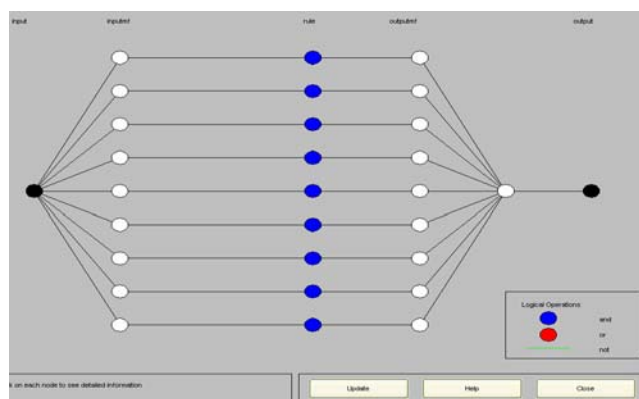 input inputmf rule outputmf output
Logical Operations
and
or
not
k on each node to see detailed information
Update Help Close